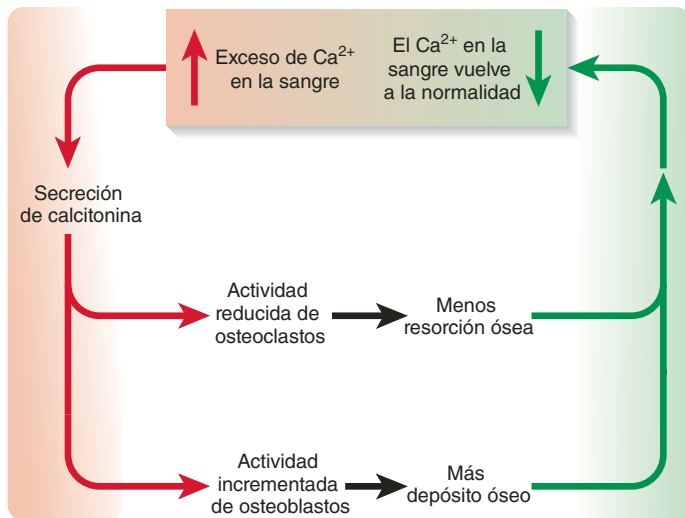 Exceso de Ca²⁺
en la sangre
El Ca²⁺ en la
sangre vuelve
a la normalidad
Secreción
de calcitonina
Actividad
reducida de
osteoclastos
Menos
resorción ósea
Actividad
incrementada
de osteoblastos
Más
depósito óseo